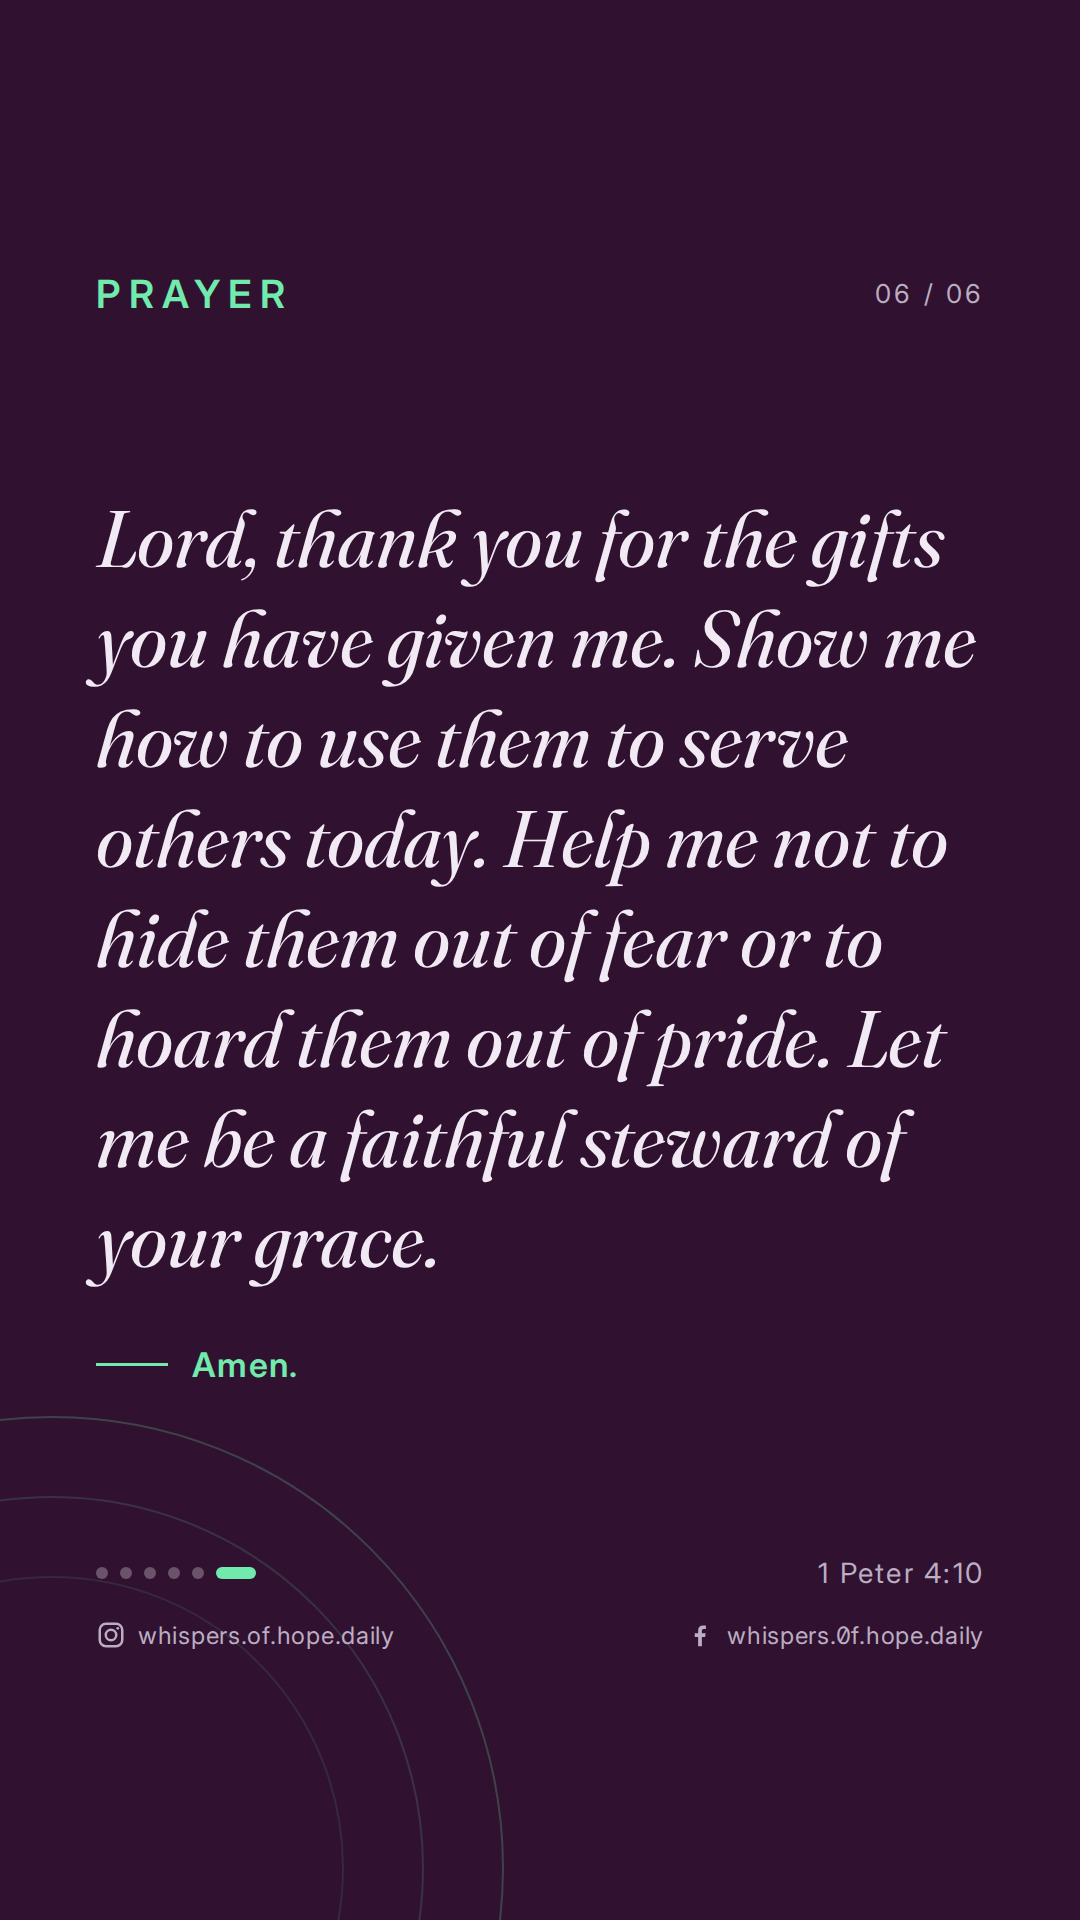 PRAYER
06 / 06
Lord, thank you for the gifts
you have given me. Show me
how to use them to serve
others today. Help me not to
hide them out of fear or to
hoard them out of pride. Let
me be a faithful steward of
your grace.
Amen.
1 Peter 4:10
whispers.of.hope.daily
whispers.0f.hope.daily